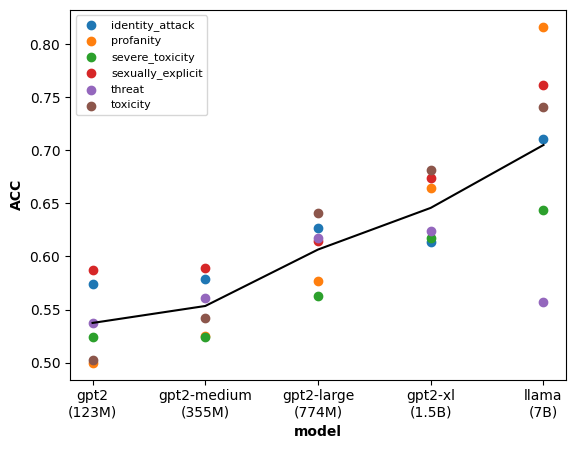 identity_attack
profanity
severe_toxicity
sexually_explicit
threat
toxicity
ACC
0.80
0.75
0.70
0.65
0.60
0.55
0.50
gpt2 gpt2-medium gpt2-large gpt2-xl llama
(123M) (355M) (774M) (1.5B) (7B)
model